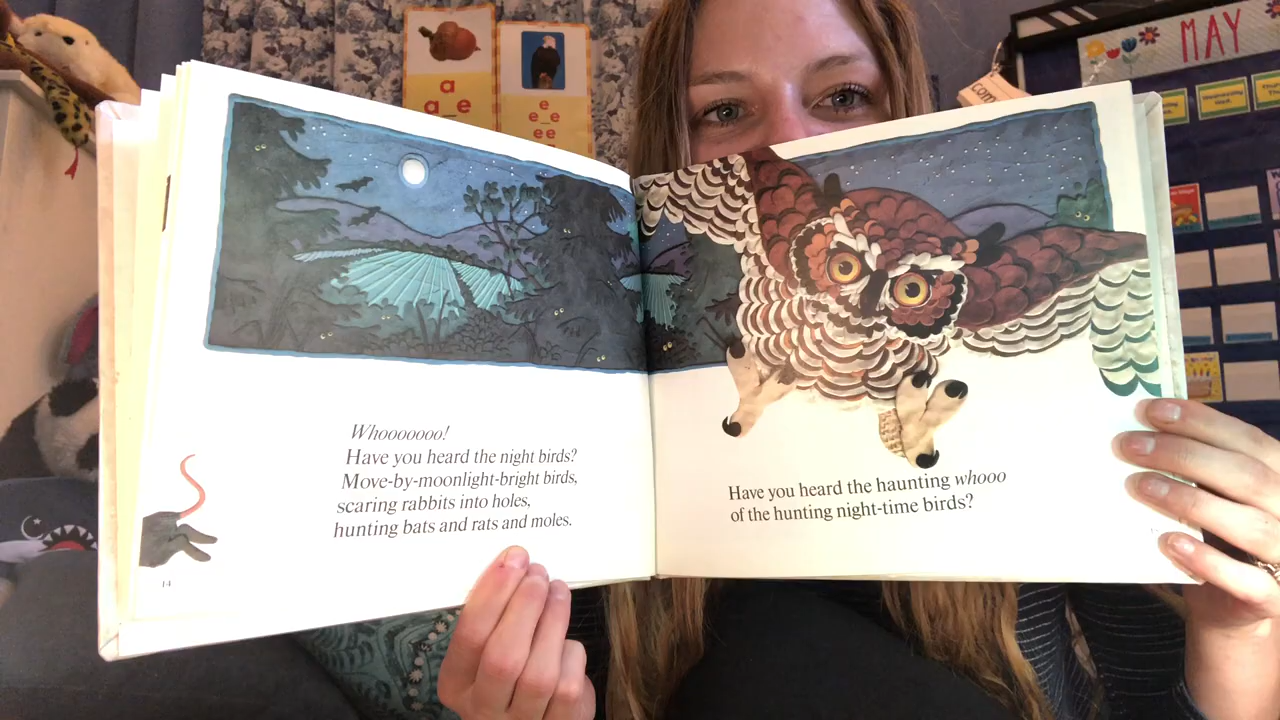 a
a_e
e
e_e
ee
com
MAY
Whooooooo!
Have you heard the night birds?
Move-by-moonlight-bright birds,
scaring rabbits into holes,
hunting bats and rats and moles.
14
Have you heard the haunting whooo
of the hunting night-time birds?